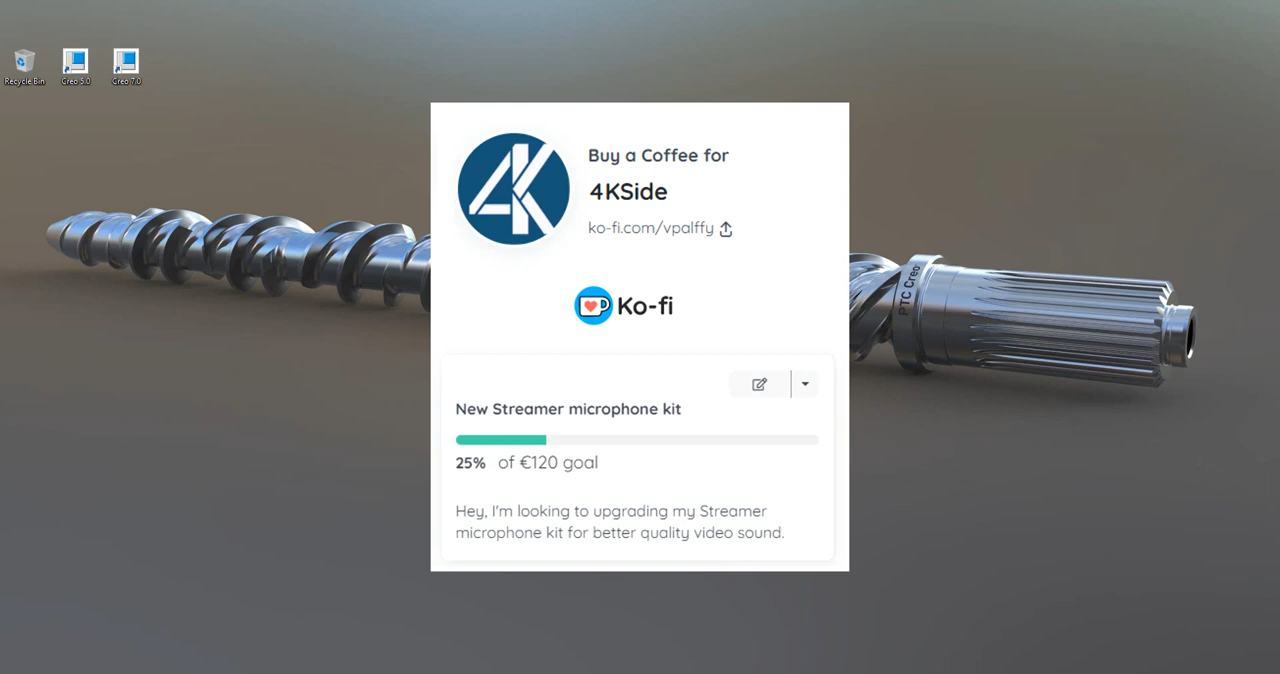 Recycle Bin
Creo 5.0
Creo 7.0
4K
Buy a Coffee for
4KSide
ko-fi.com/vpalffy
Ko-fi
PTC Creo
New Streamer microphone kit
25% of €120 goal
Hey, I'm looking to upgrading my Streamer
microphone kit for better quality video sound.